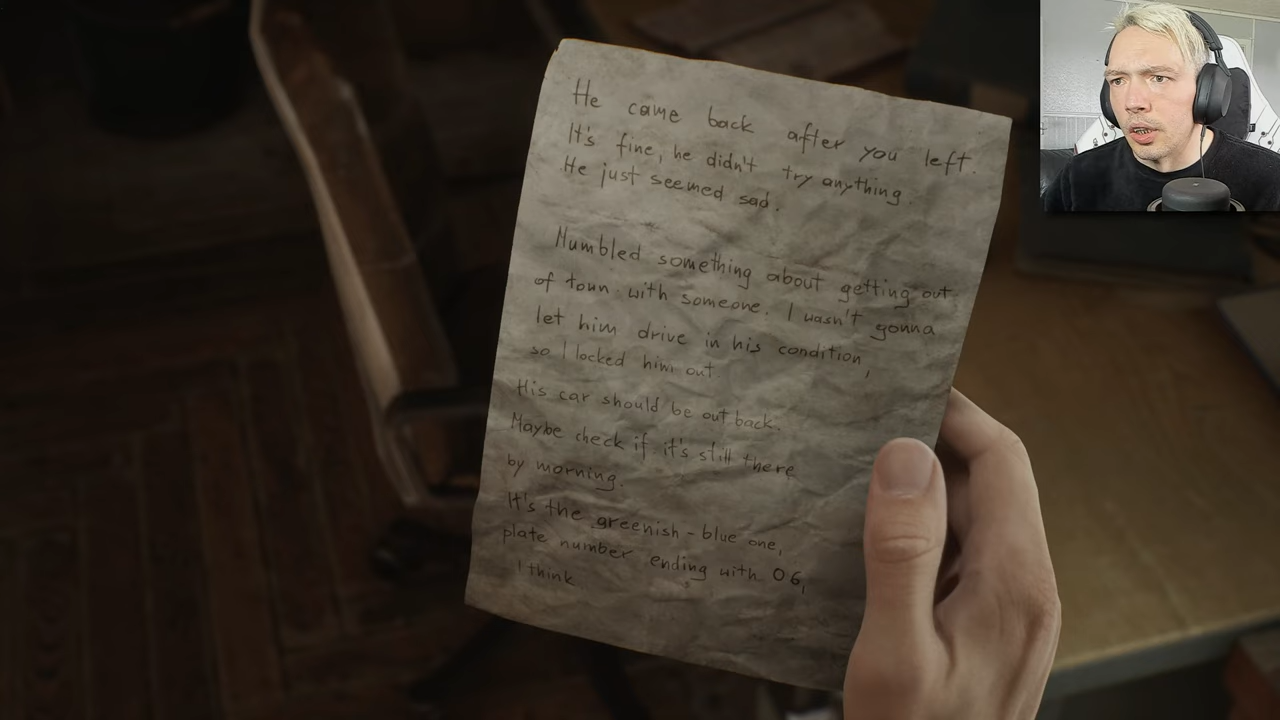 He came back after you left.
It's fine, he didn't try anything.
He just seemed sad.
Mumbled something about getting out
of town with someone. I wasn't gonna
let him drive in his condition,
so I locked him out.
His car should be out back.
Maybe check if it's still there
by morning.
It's the greenish-blue one,
plate number ending with 06,
I think